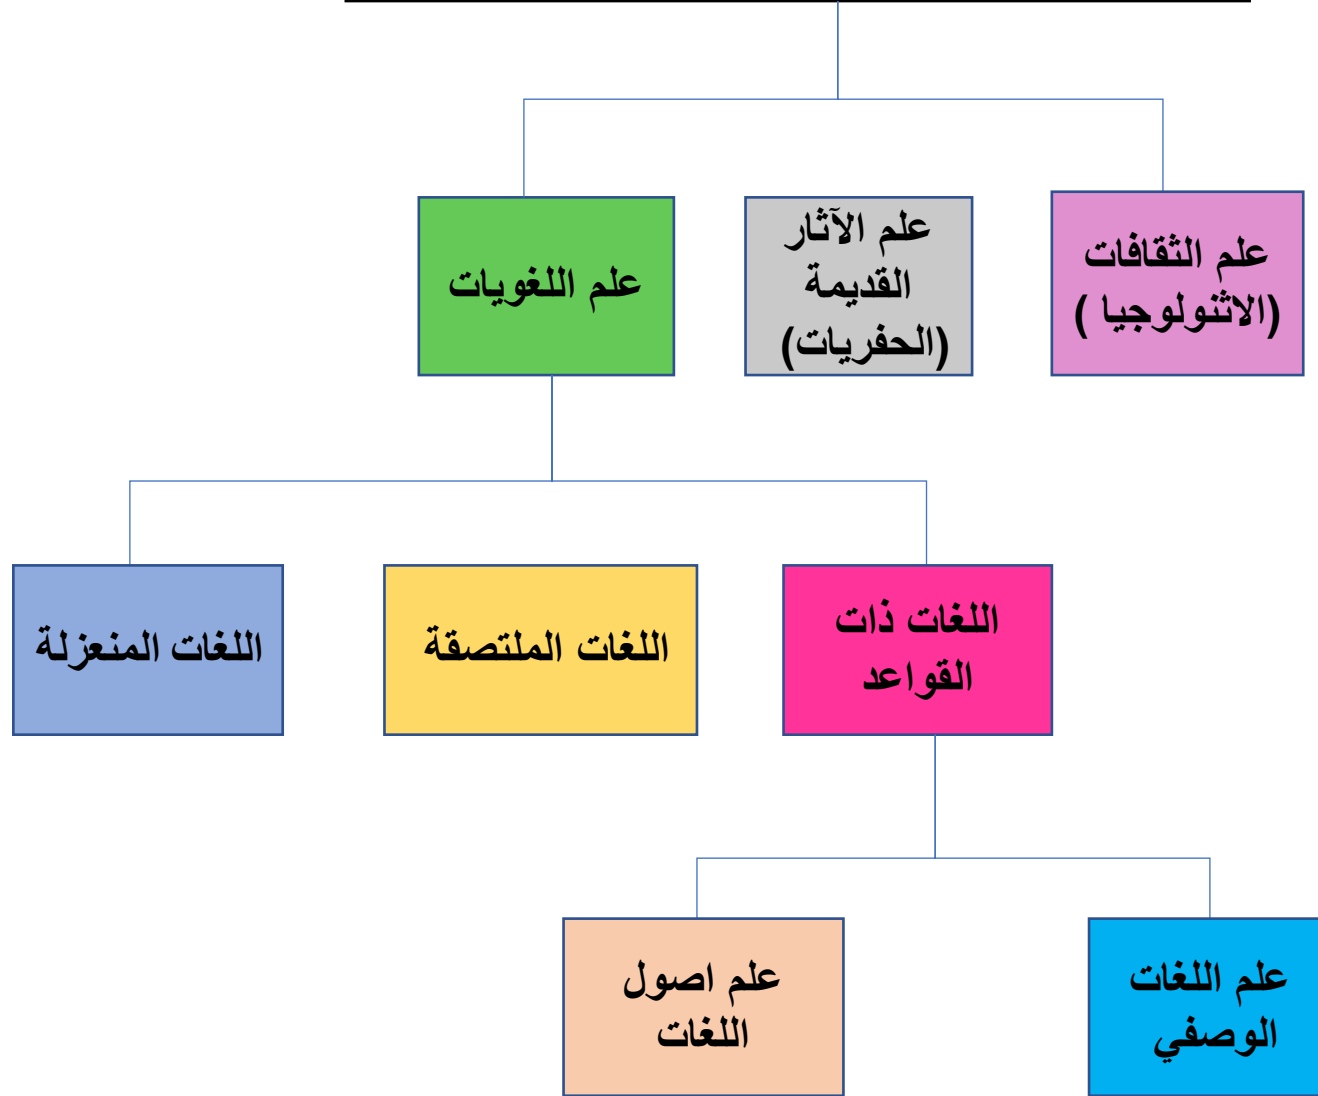 علم الثقافات
(الاثنولوجيا )
علم الآثار
القديمة
(الحفريات)
علم اللغويات
اللغات ذات
القواعد
اللغات الملتصقة
اللغات المنعزلة
علم اللغات
الوصفي
علم اصول
اللغات